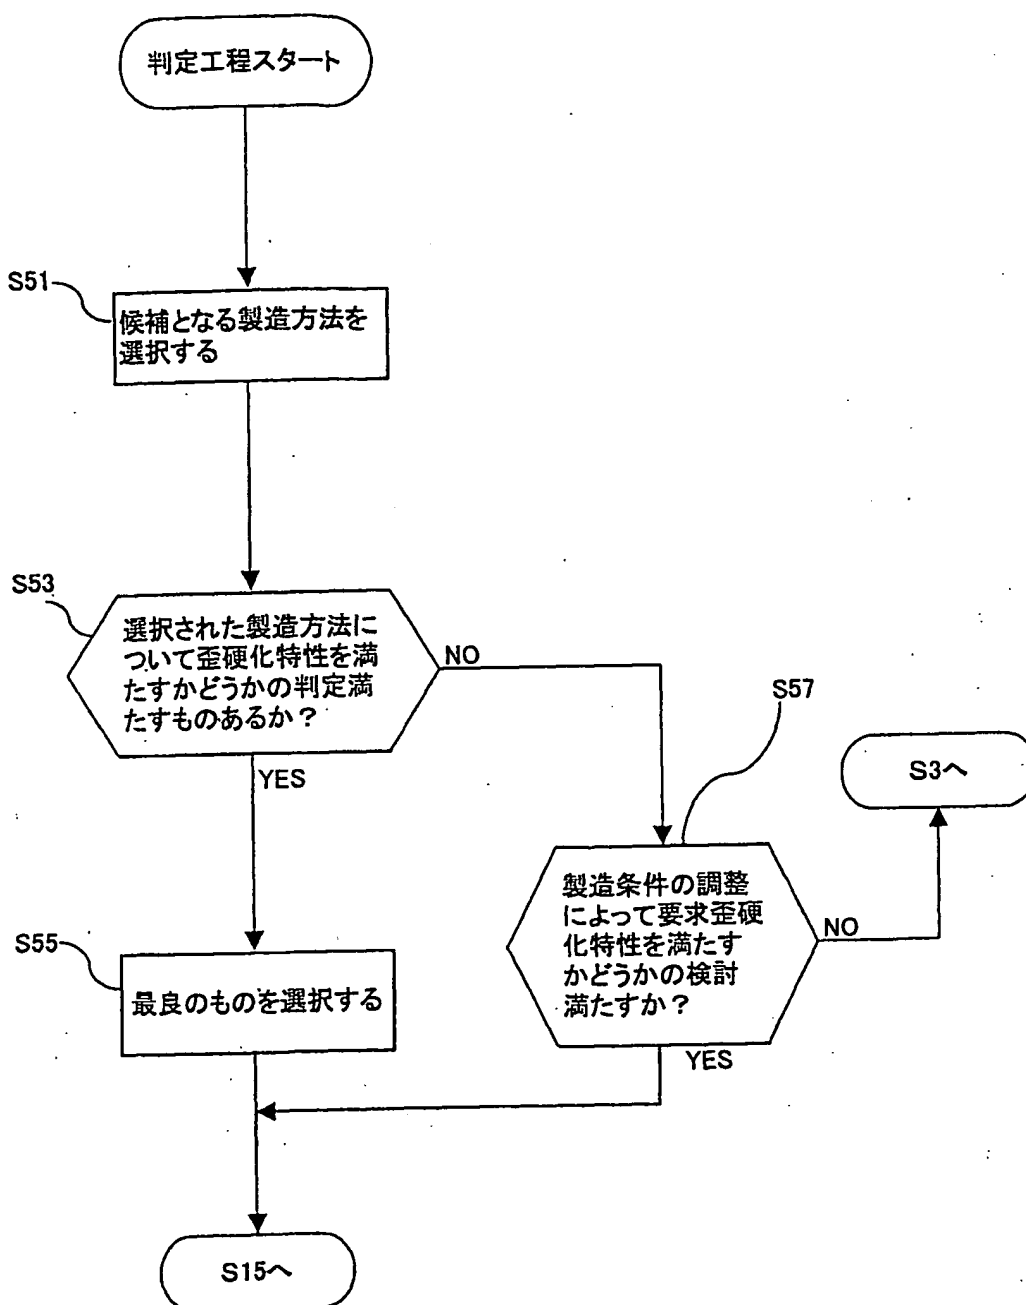 判定工程スタート
S51
候補となる製造方法を
選択する
S53
選択された製造方法に
ついて歪硬化特性を満
たすかどうかの判定満
たすものあるか？
NO
YES
S57
S3へ
製造条件の調整
によって要求歪硬
化特性を満たす
かどうかの検討
満たすか？
NO
YES
S55
最良のものを選択する
S15へ